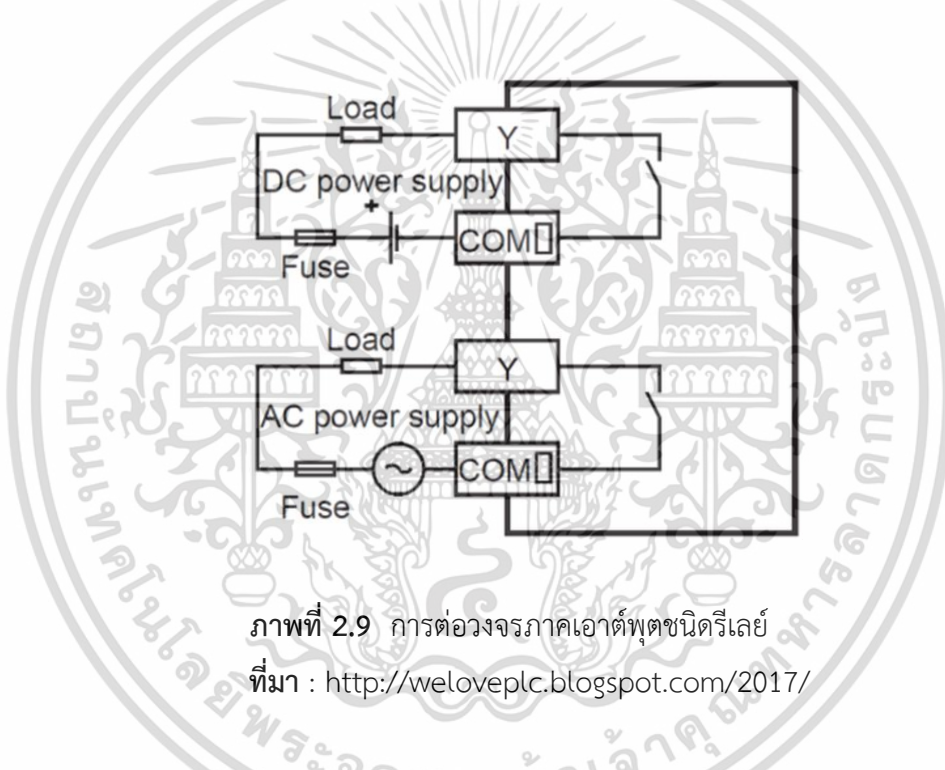 Load
Y
DC power supply
+
COM
Fuse
Load
Y
AC power supply
COM
Fuse
ภาพที่ 2.9 การต่อวงจรภาคเอาต์พุตชนิดรีเลย์
ที่มา : http://weloveplc.blogspot.com/2017/